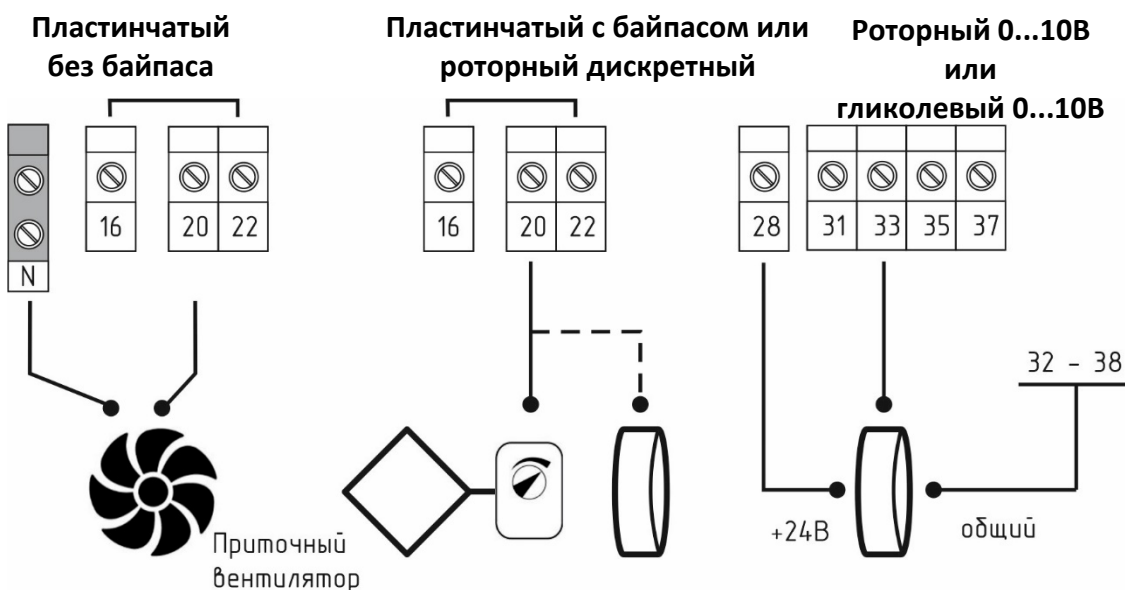 Пластинчатый
без байпаса
Пластинчатый с байпасом или
роторный дискретный
Роторный 0...10В
или
гликолевый 0...10В
16 20 22
N
16 20 22
28 31 33 35 37
32 - 38
+24В
общий
Приточный
вентилятор